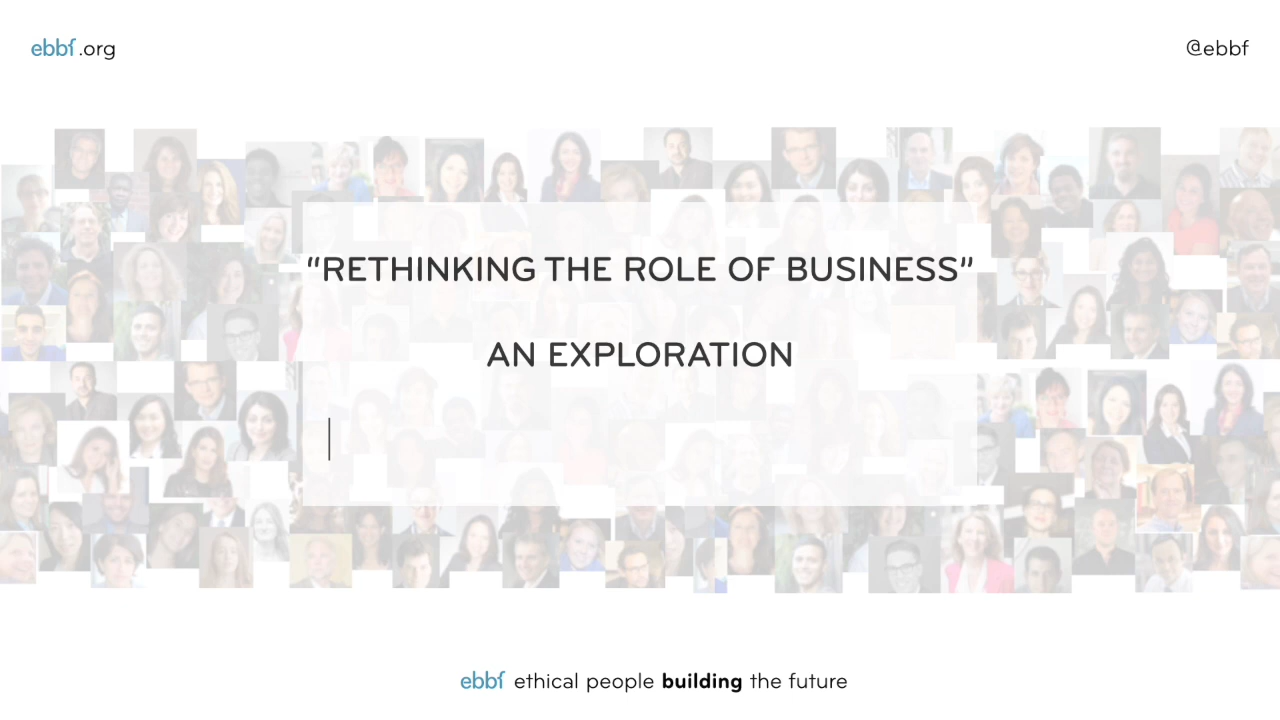 ebbf.org
@ebbf
"RETHINKING THE ROLE OF BUSINESS"
AN EXPLORATION
ebbf ethical people building the future